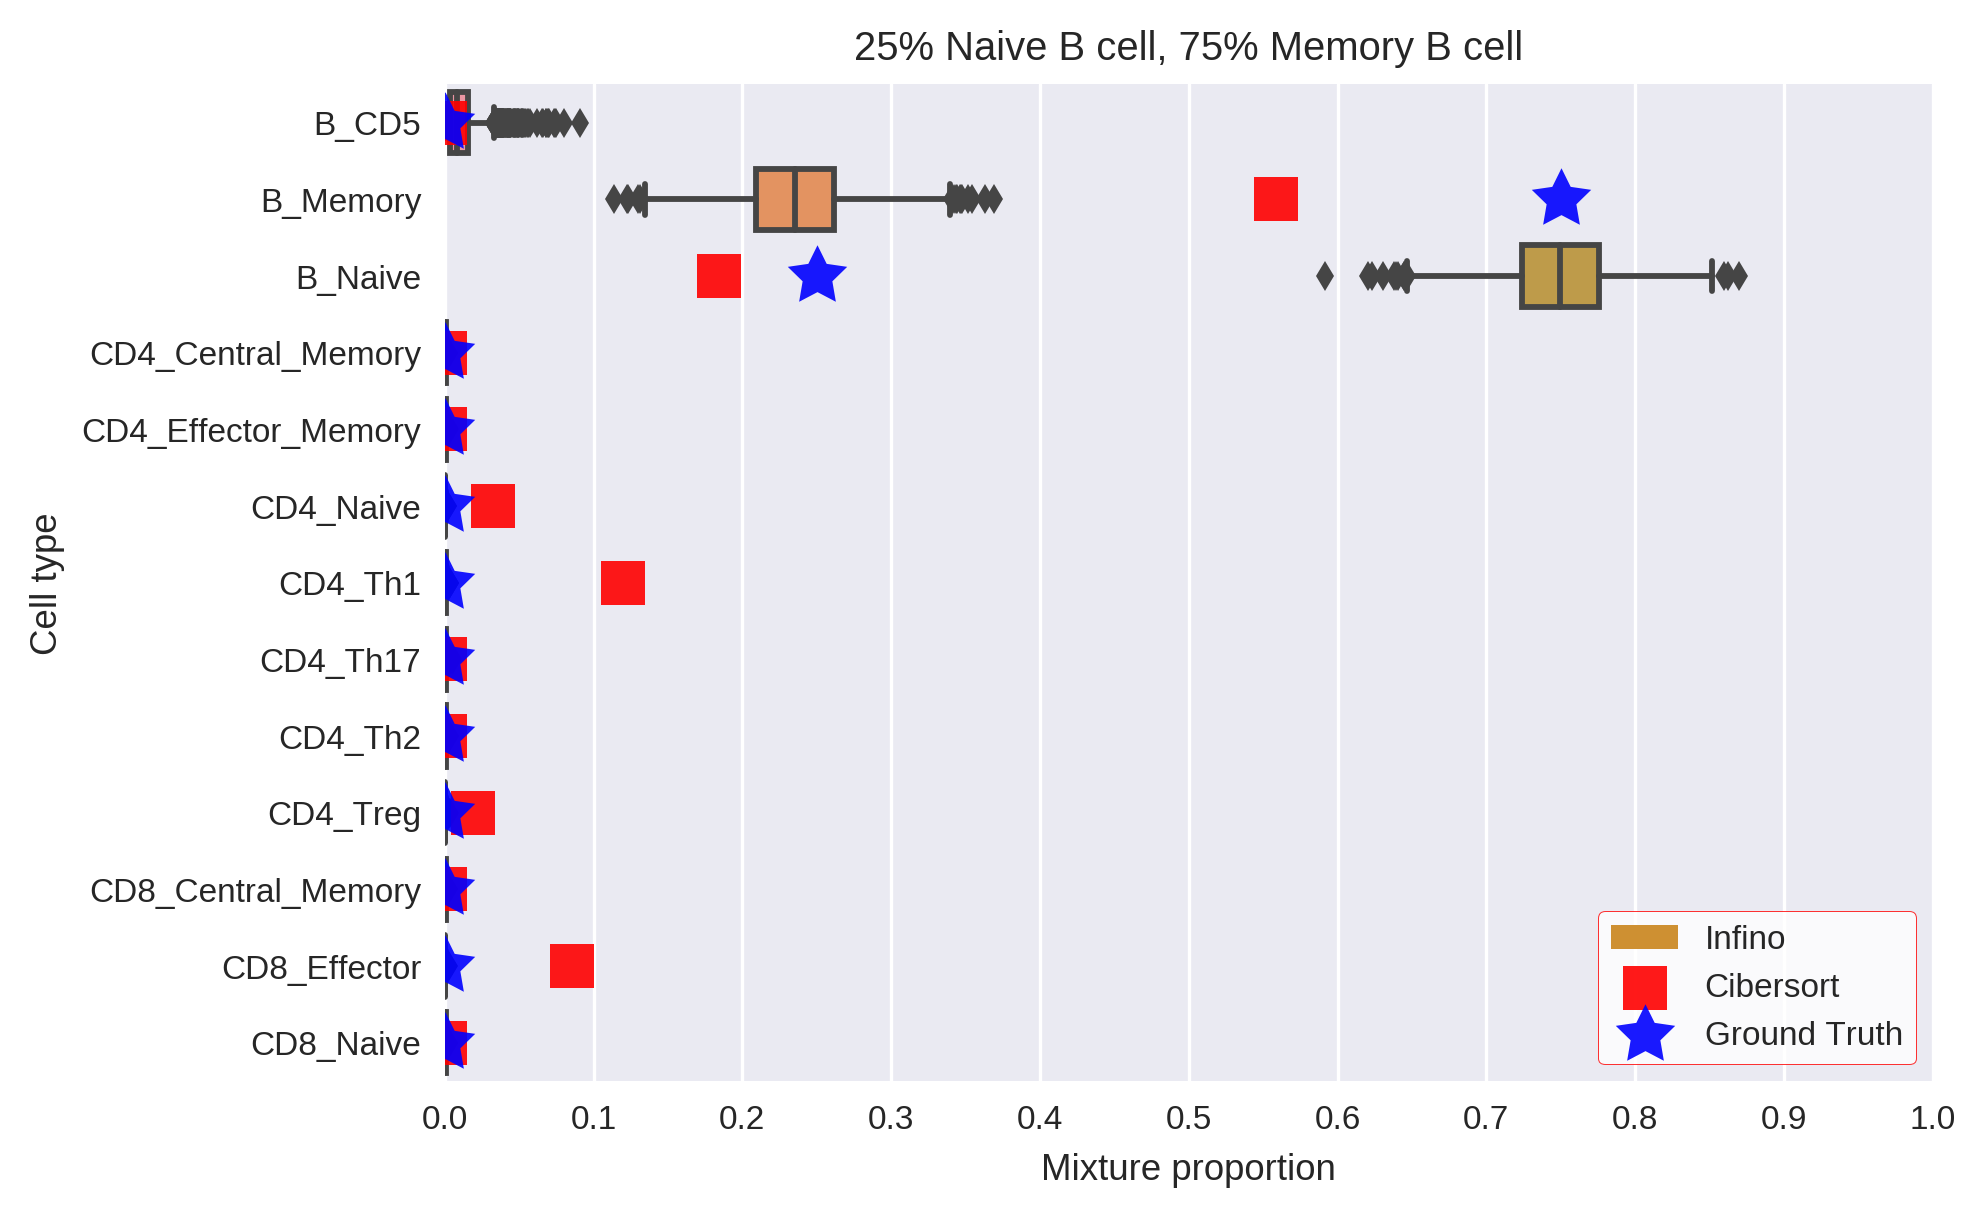 25% Naive B cell, 75% Memory B cell
B_CD5
B_Memory
B_Naive
CD4_Central_Memory
CD4_Effector_Memory
CD4_Naive
CD4_Th1
CD4_Th17
CD4_Th2
CD4_Treg
CD8_Central_Memory
CD8_Effector
CD8_Naive
Cell type
Infino
Cibersort
Ground Truth
0.0 0.1 0.2 0.3 0.4 0.5 0.6 0.7 0.8 0.9 1.0
Mixture proportion